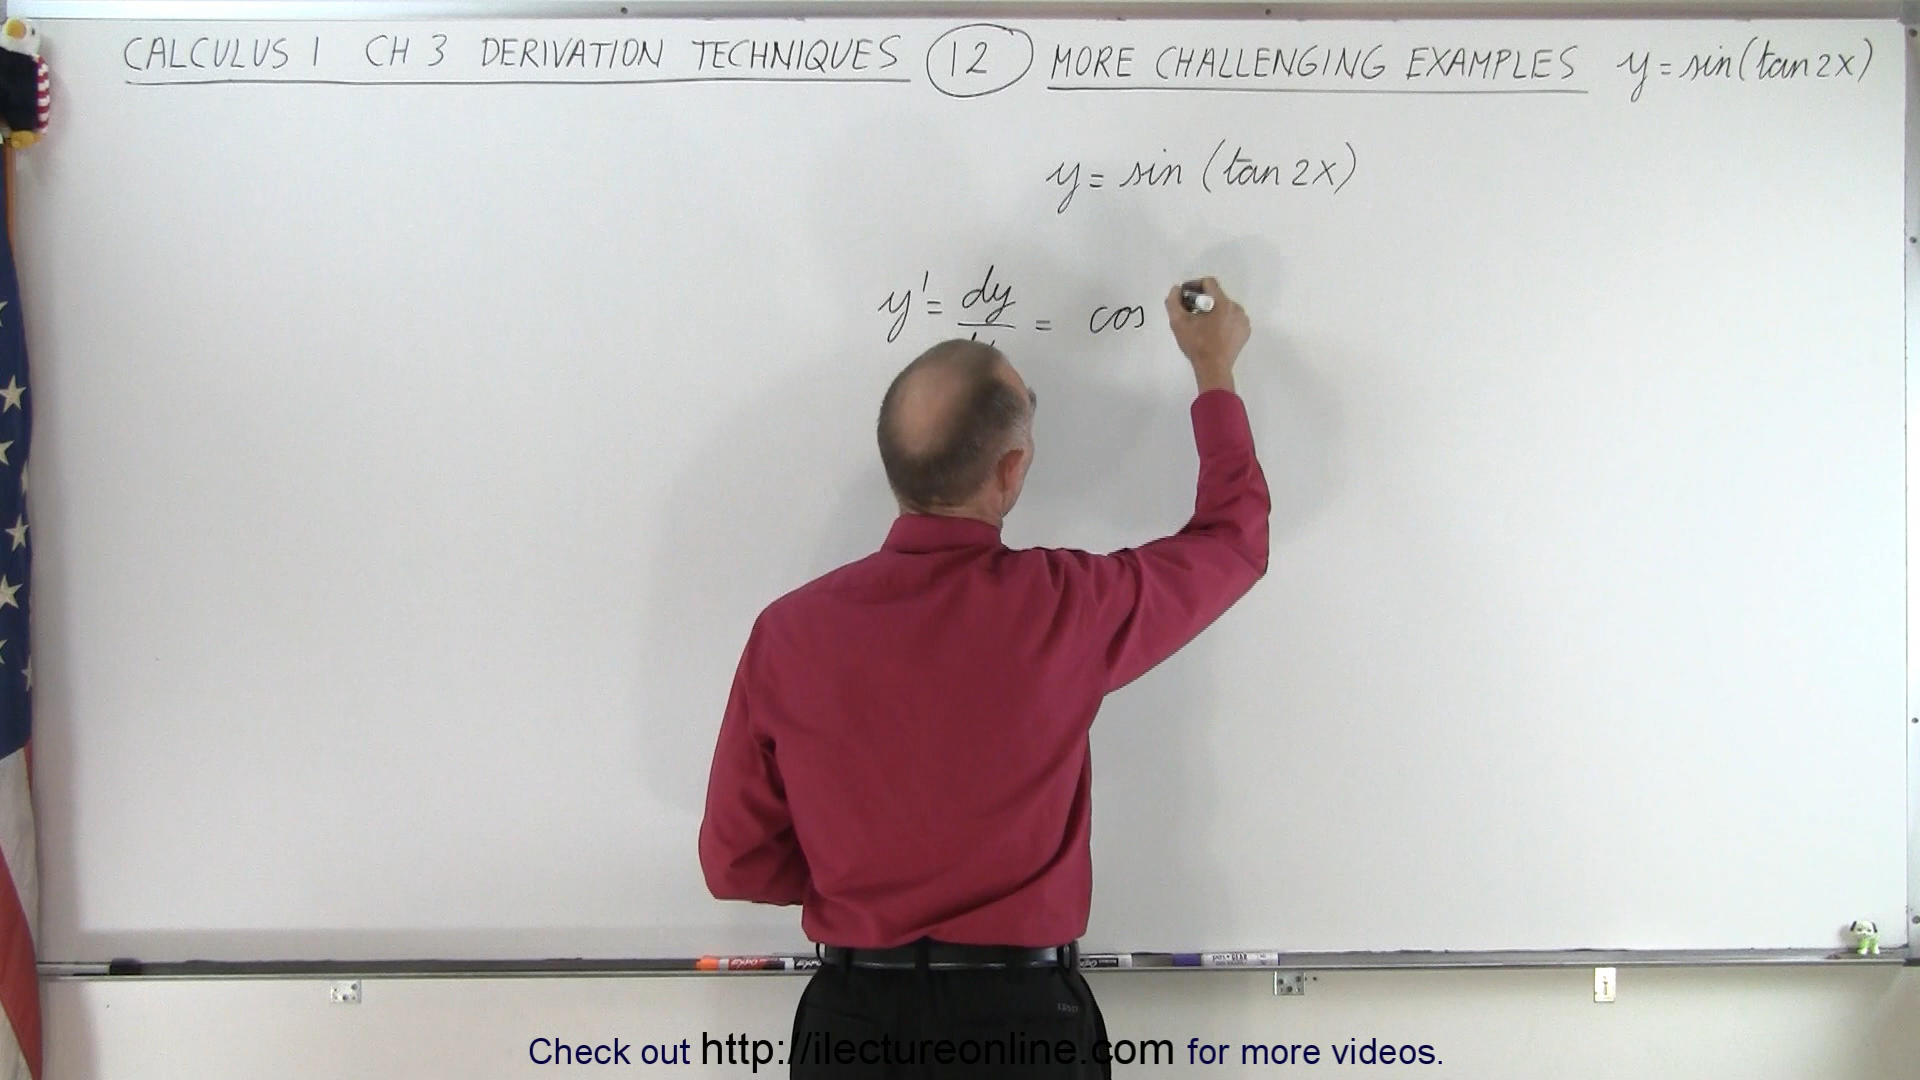 CALCULUS 1 CH 3 DERIVATION TECHNIQUES 12 MORE CHALLENGING EXAMPLES y = sin(tan 2x)
y = sin (tan 2x)
y' = dy = cos
Check out http://ilectureonline.com for more videos.